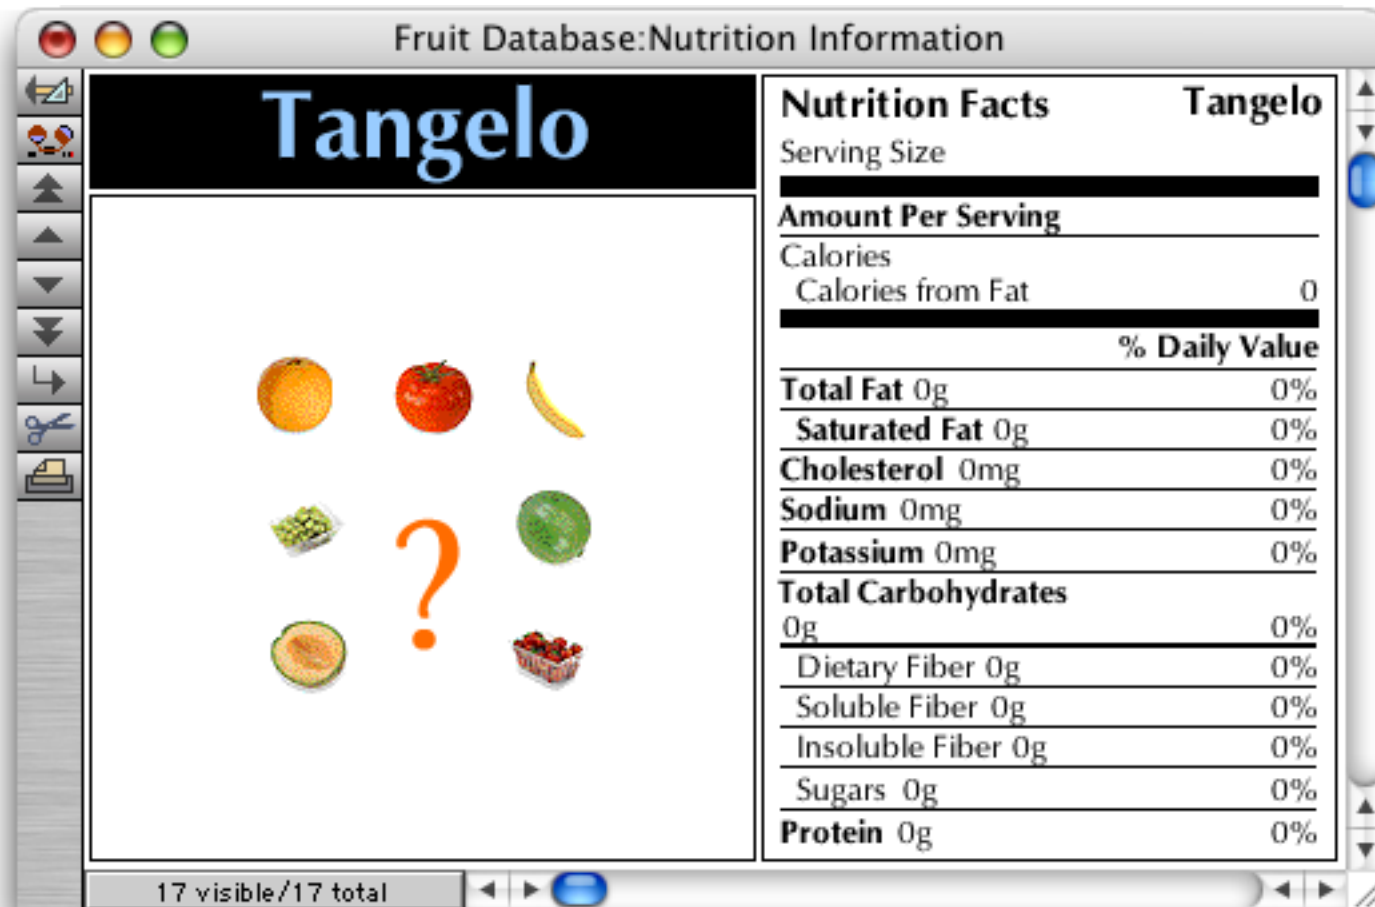 Fruit Database:Nutrition Information
Tangelo
?
Nutrition Facts Tangelo
Serving Size
Amount Per Serving
Calories
Calories from Fat 0
% Daily Value
Total Fat 0g 0%
Saturated Fat 0g 0%
Cholesterol 0mg 0%
Sodium 0mg 0%
Potassium 0mg 0%
Total Carbohydrates
0g 0%
Dietary Fiber 0g 0%
Soluble Fiber 0g 0%
Insoluble Fiber 0g 0%
Sugars 0g 0%
Protein 0g 0%
17 visible/17 total